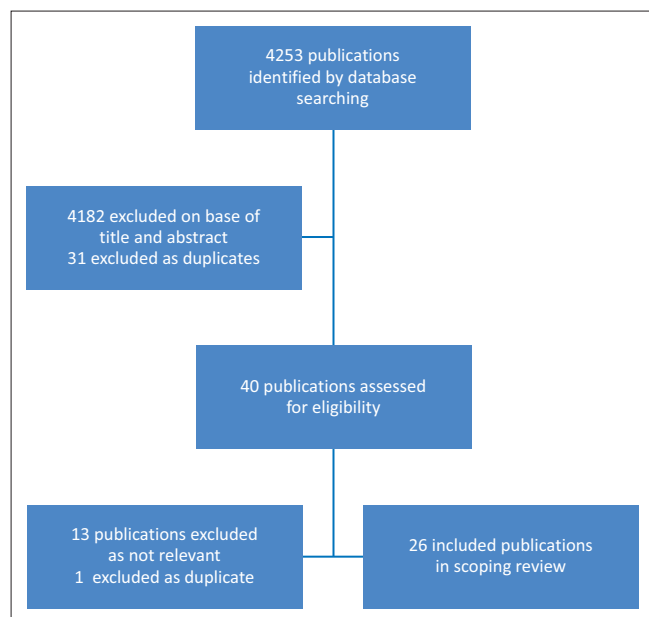 4253 publications
identified by database
searching
4182 excluded on base of
title and abstract
31 excluded as duplicates
40 publications assessed
for eligibility
13 publications excluded
as not relevant
1 excluded as duplicate
26 included publications
in scoping review